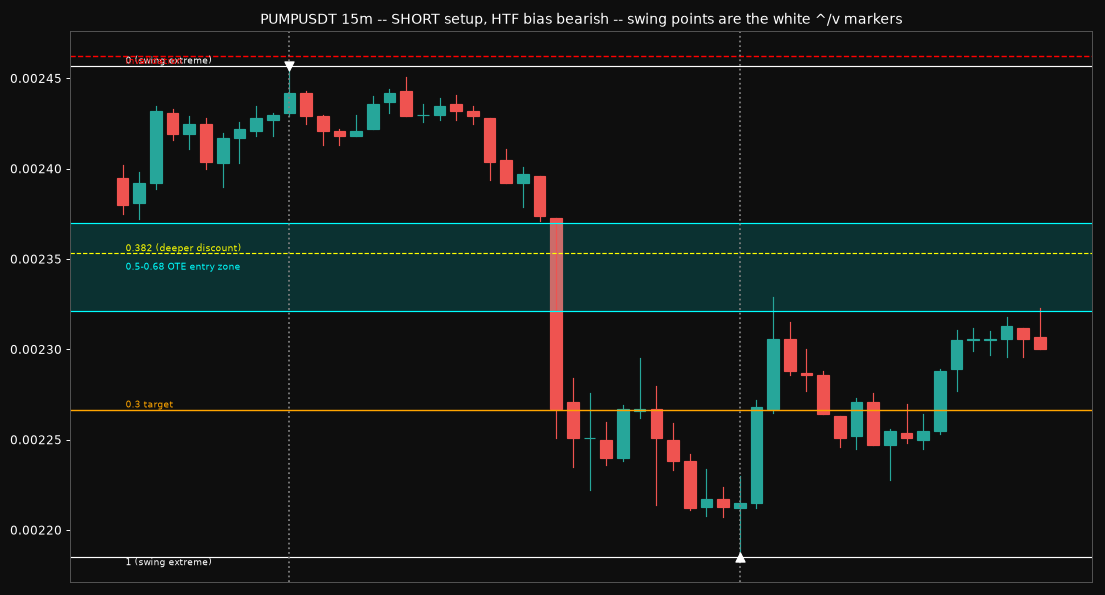 PUMPUSDT 15m -- SHORT setup, HTF bias bearish -- swing points are the white ^/v markers
0 (swing extreme)
0.00245
0.00240
0.382 (deeper discount)
0.00235
0.5-0.68 OTE entry zone
0.00230
0.3 target
0.00225
0.00220
1 (swing extreme)